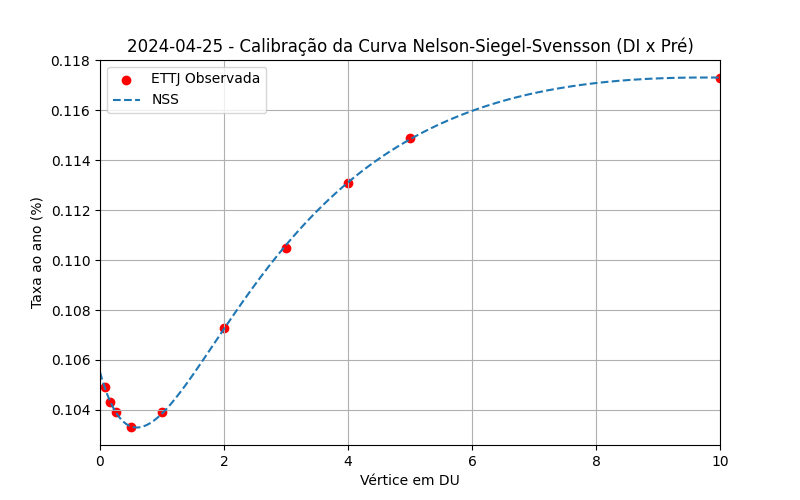 2024-04-25 - Calibração da Curva Nelson-Siegel-Svensson (DI x Pré)
ETTJ Observada
NSS
Taxa ao ano (%)
0.118
0.116
0.114
0.112
0.110
0.108
0.106
0.104
0 2 4 6 8 10
Vértice em DU